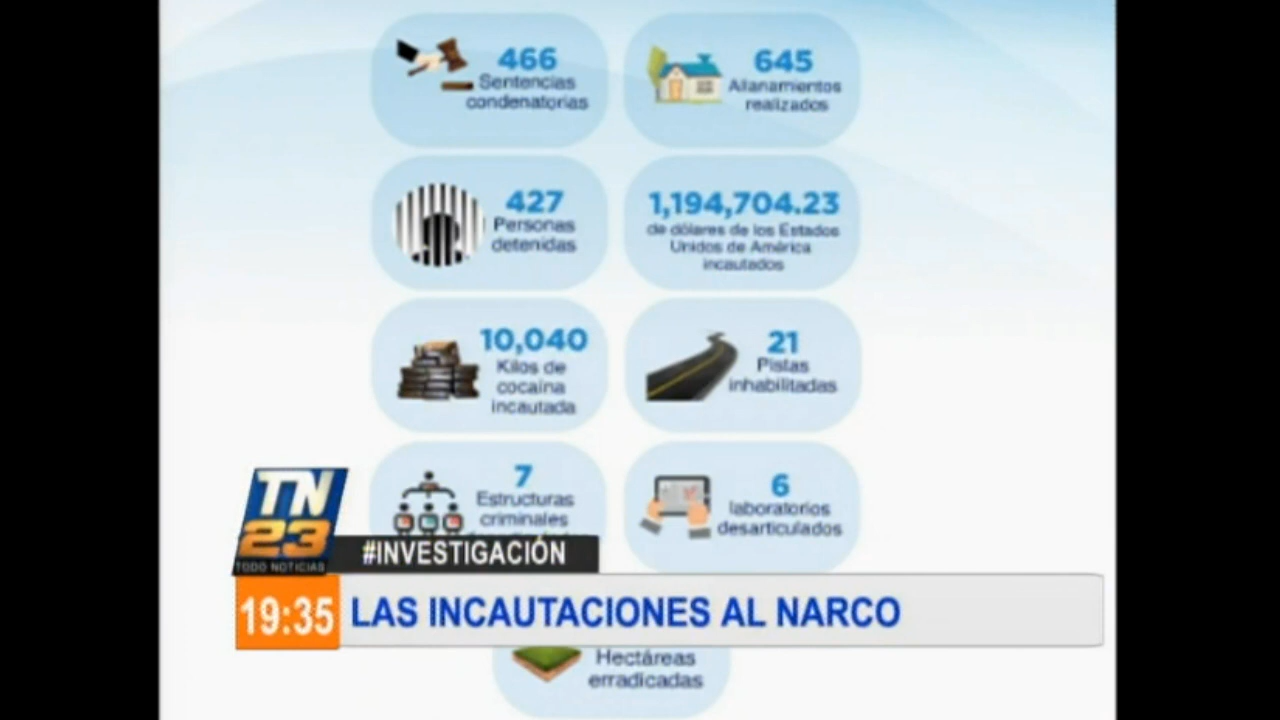 466
Sentencias
condenatorias
645
Allanamientos
realizados
427
Personas
detenidas
1,194,704.23
de dólares de los Estados
Unidos de América
incautados
10,040
Kilos de
cocaína
incautada
21
Pistas
inhabilitadas
7
Estructuras
criminales
6
laboratorios
desarticulados
TN
23
TODO NOTICIAS
#INVESTIGACIÓN
19:35
LAS INCAUTACIONES AL NARCO
Hectáreas
erradicadas